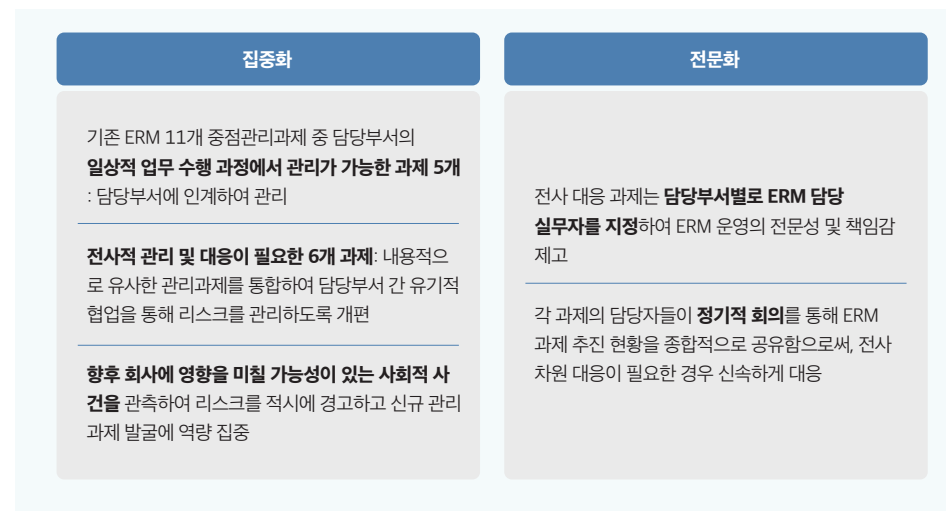 집중화
기존 ERM 11개 중점관리과제 중 담당부서의
일상적 업무 수행 과정에서 관리가 가능한 과제 5개
: 담당부서에 인계하여 관리
전사적 관리 및 대응이 필요한 6개 과제: 내용적으
로 유사한 관리과제를 통합하여 담당부서 간 유기적
협업을 통해 리스크를 관리하도록 개편
향후 회사에 영향을 미칠 가능성이 있는 사회적 사
건을 관측하여 리스크를 적시에 경고하고 신규 관리
과제 발굴에 역량 집중
전문화
전사 대응 과제는 담당부서별로 ERM 담당
실무자를 지정하여 ERM 운영의 전문성 및 책임감
제고
각 과제의 담당자들이 정기적 회의를 통해 ERM
과제 추진 현황을 종합적으로 공유함으로써, 전사
차원 대응이 필요한 경우 신속하게 대응